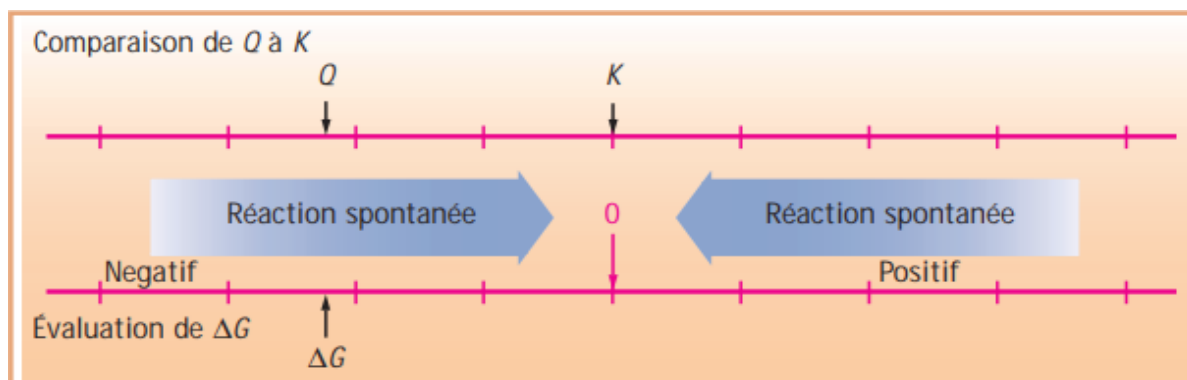 Comparaison de Q à K
Q K
Réaction spontanée 0 Réaction spontanée
Negatif Positif
Évaluation de ΔG
ΔG